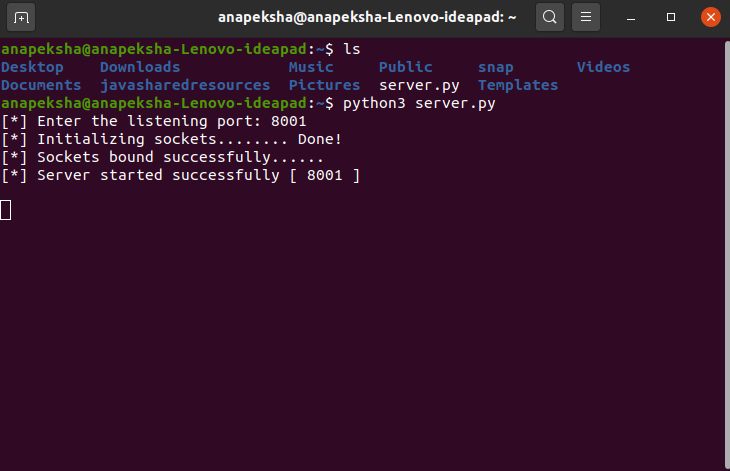 anapeksha@anapeksha-Lenovo-ideapad: ~
anapeksha@anapeksha-Lenovo-ideapad:~$ ls
Desktop    Downloads            Music     Public     snap       Videos
Documents  javasharedresources  Pictures  server.py  Templates
anapeksha@anapeksha-Lenovo-ideapad:~$ python3 server.py
[*] Enter the listening port: 8001
[*] Initializing sockets........ Done!
[*] Sockets bound successfully......
[*] Server started successfully [ 8001 ]